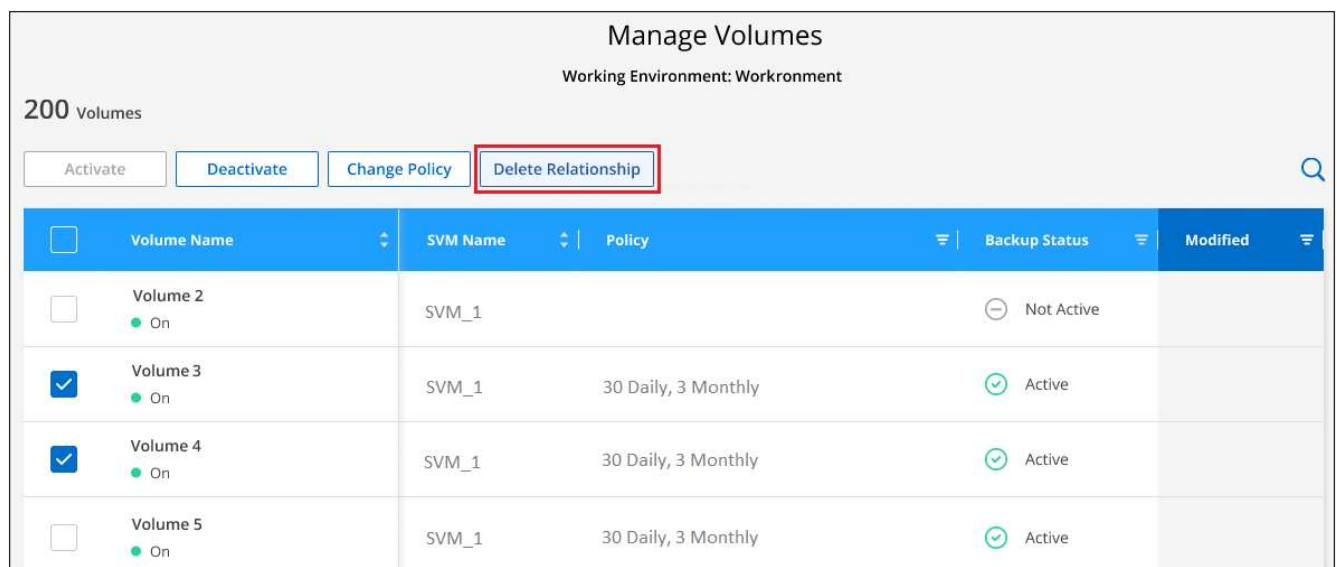 Manage Volumes
Working Environment: Workronment
200 Volumes
Activate Deactivate Change Policy Delete Relationship
Volume Name SVM Name Policy Backup Status Modified
Volume 2
On
SVM_1 Not Active
Volume 3
On
SVM_1 30 Daily, 3 Monthly Active
Volume 4
On
SVM_1 30 Daily, 3 Monthly Active
Volume 5
On
SVM_1 30 Daily, 3 Monthly Active